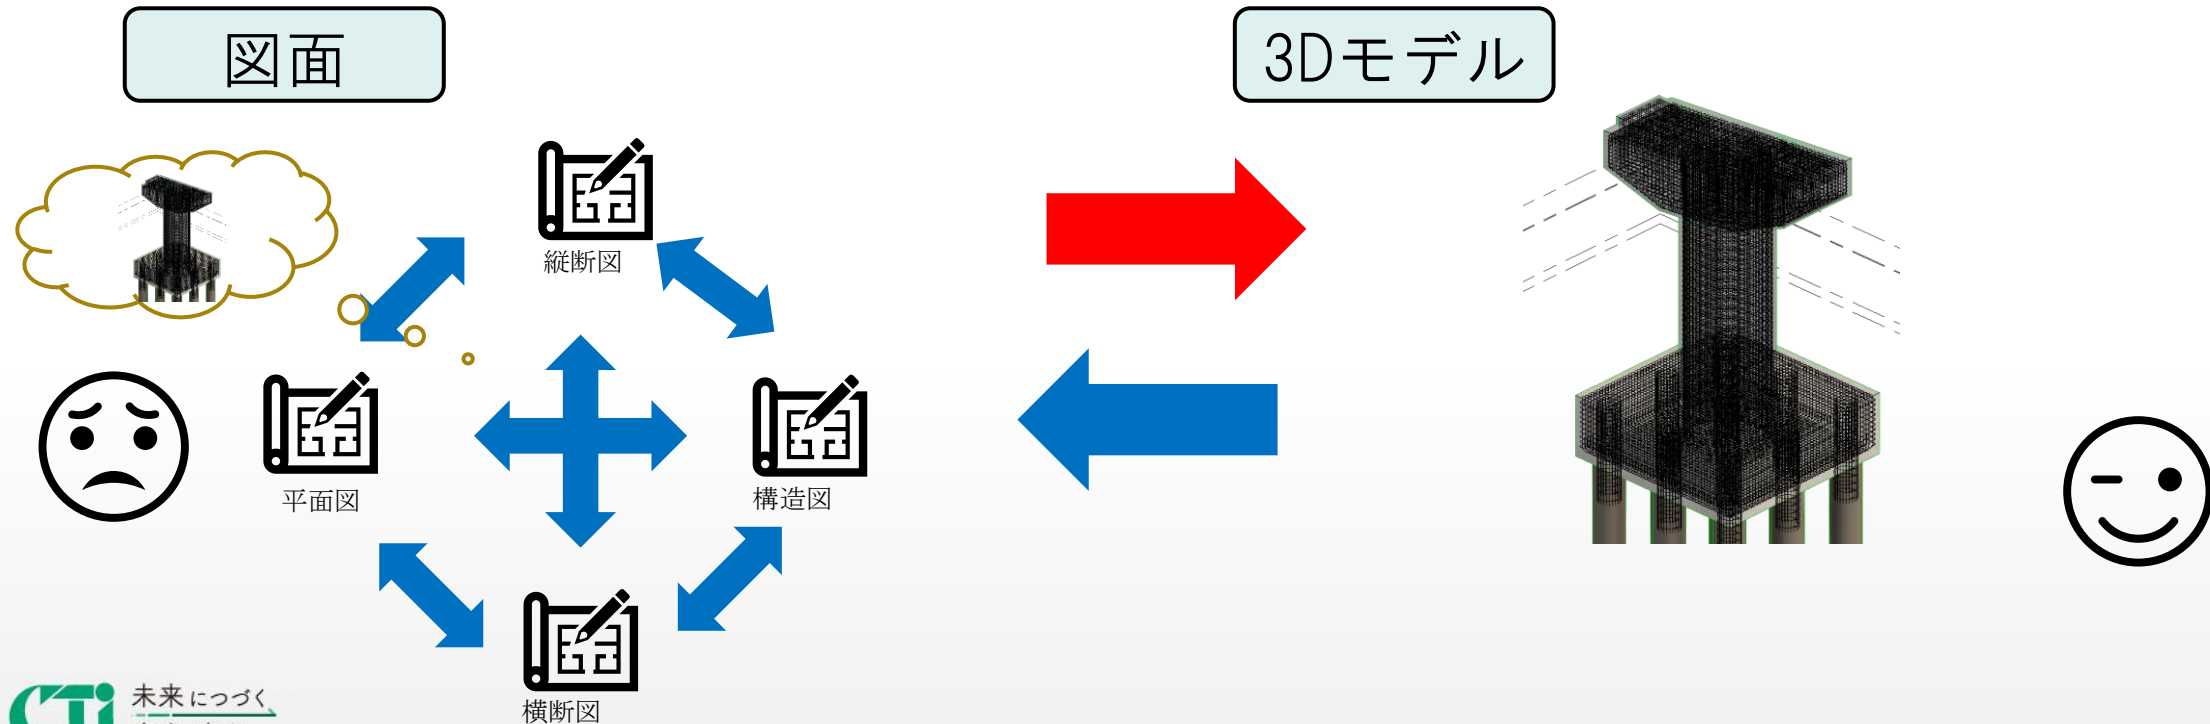 図面
3Dモデル
縦断図
平面図
構造図
横断図
CTi
未来につづく